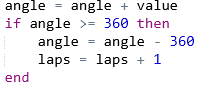 angle = angle + value
if angle >= 360 then
    angle = angle - 360
    laps = laps + 1
end